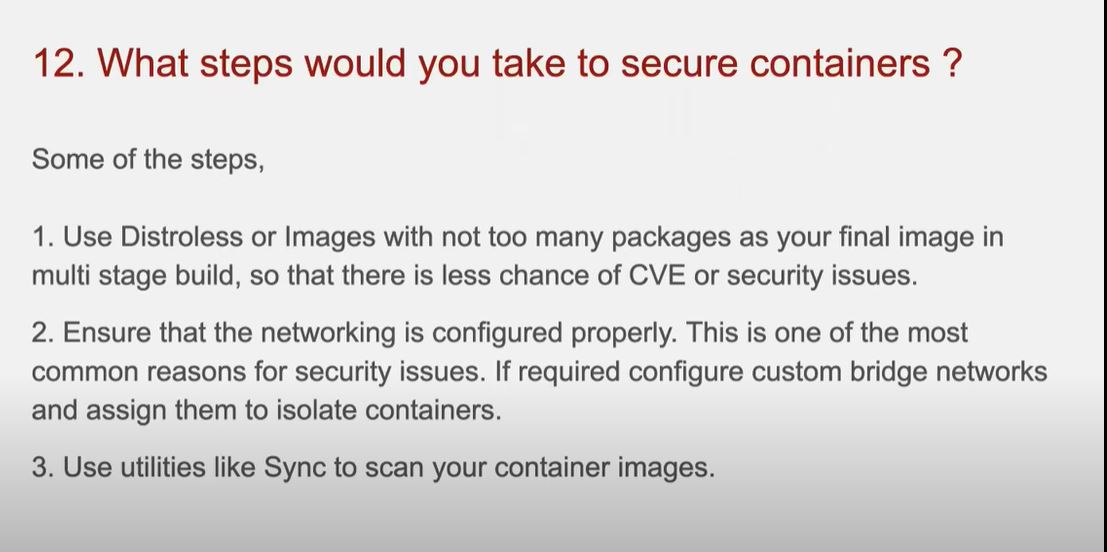 12. What steps would you take to secure containers ?
Some of the steps,
1. Use Distroless or Images with not too many packages as your final image in
multi stage build, so that there is less chance of CVE or security issues.
2. Ensure that the networking is configured properly. This is one of the most
common reasons for security issues. If required configure custom bridge networks
and assign them to isolate containers.
3. Use utilities like Sync to scan your container images.